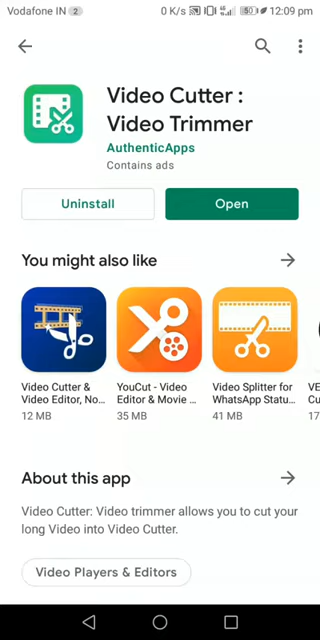 Vodafone IN 2 0 K/s 50 12:09 pm
Video Cutter :
Video Trimmer
AuthenticApps
Contains ads
Uninstall
Open
You might also like
Video Cutter &
Video Editor, No...
12 MB
YouCut - Video
Editor & Movie ...
35 MB
Video Splitter for
WhatsApp Statu...
41 MB
VE
Cu
17
About this app
Video Cutter: Video trimmer allows you to cut your
long Video into Video Cutter.
Video Players & Editors